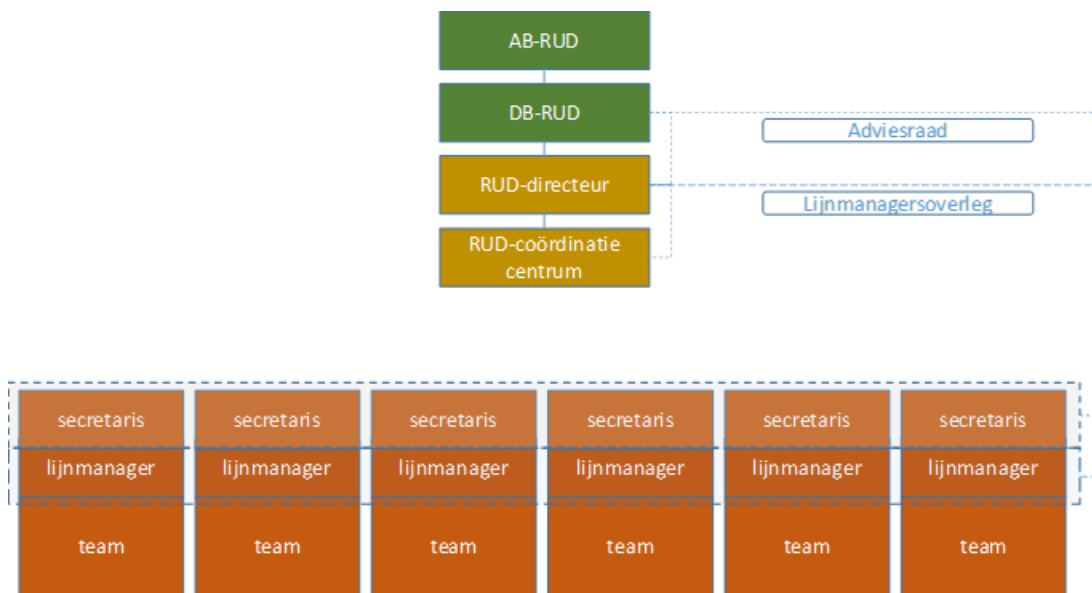 AB-RUD
DB-RUD
Adviesraad
RUD-directeur
Lijnmanagersoverleg
RUD-coördinatie
centrum
secretaris secretaris secretaris secretaris secretaris secretaris
lijnmanager lijnmanager lijnmanager lijnmanager lijnmanager lijnmanager
team team team team team team